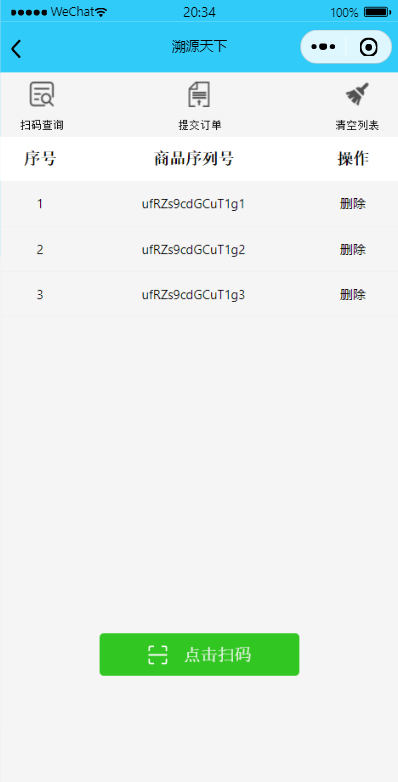 ●●●●● WeChat 20:34 100%
溯源天下
扫码查询 提交订单 清空列表
序号 商品序列号 操作
1 ufRZs9cdGCuT1g1 删除
2 ufRZs9cdGCuT1g2 删除
3 ufRZs9cdGCuT1g3 删除
点击扫码